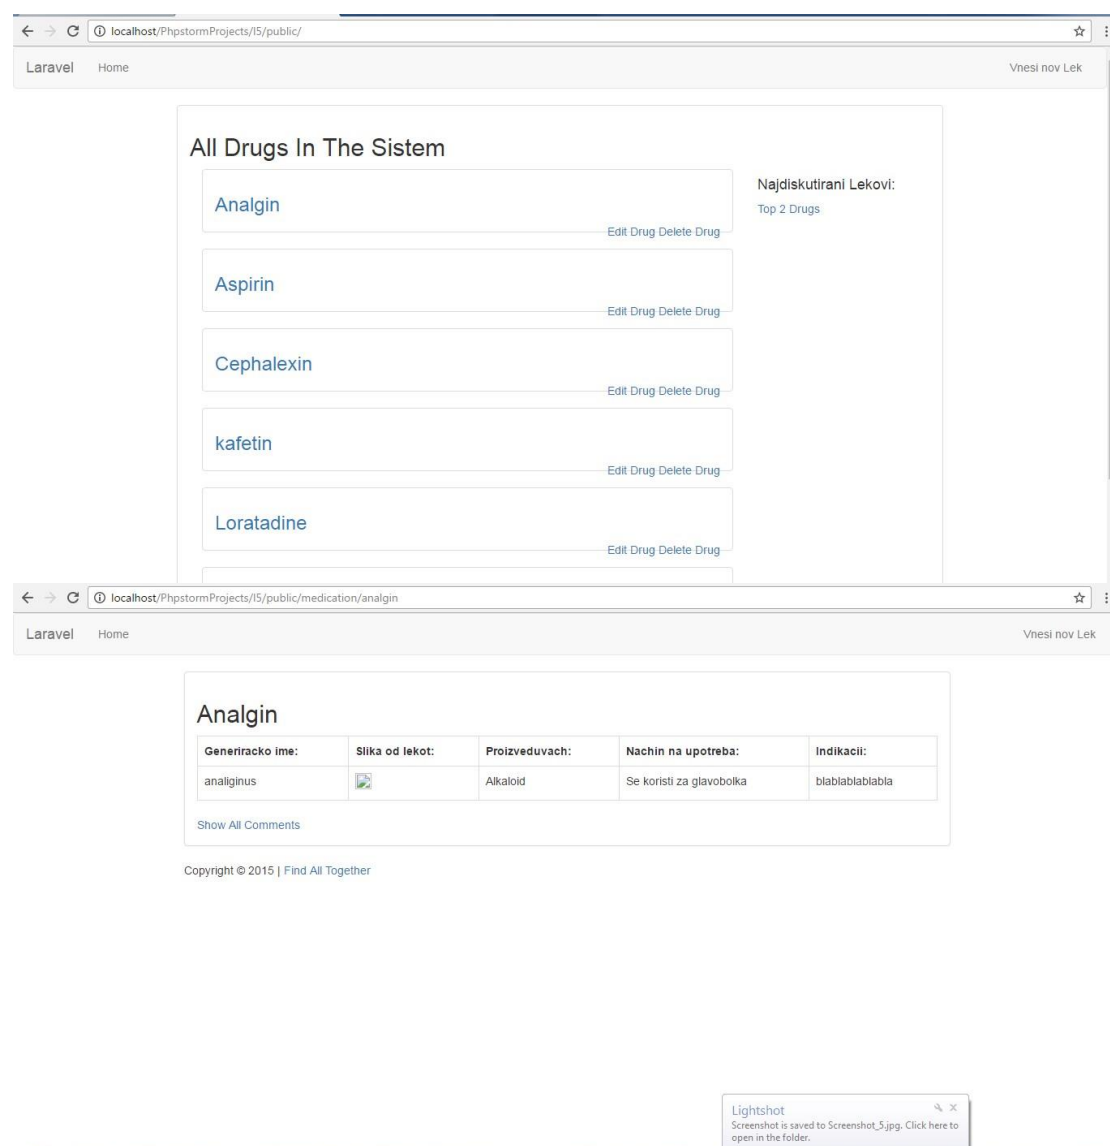 localhost/PhpstormProjects/l5/public/
Laravel Home Vnesi nov Lek
All Drugs In The Sistem
Analgin
Edit Drug Delete Drug
Aspirin
Edit Drug Delete Drug
Cephalexin
Edit Drug Delete Drug
kafetin
Edit Drug Delete Drug
Loratadine
Edit Drug Delete Drug
Najdiskutirani Lekovi:
Top 2 Drugs
localhost/PhpstormProjects/l5/public/medication/analgin
Laravel Home Vnesi nov Lek
Analgin
Generiracko ime: Slika od lekot: Proizveduvach: Nachin na upotreba: Indikacii:
analiginus Alkaloid Se koristi za glavobolka blablablablabla
Show All Comments
Copyright © 2015 | Find All Together
Lightshot
Screenshot is saved to Screenshot_5.jpg. Click here to
open in the folder.